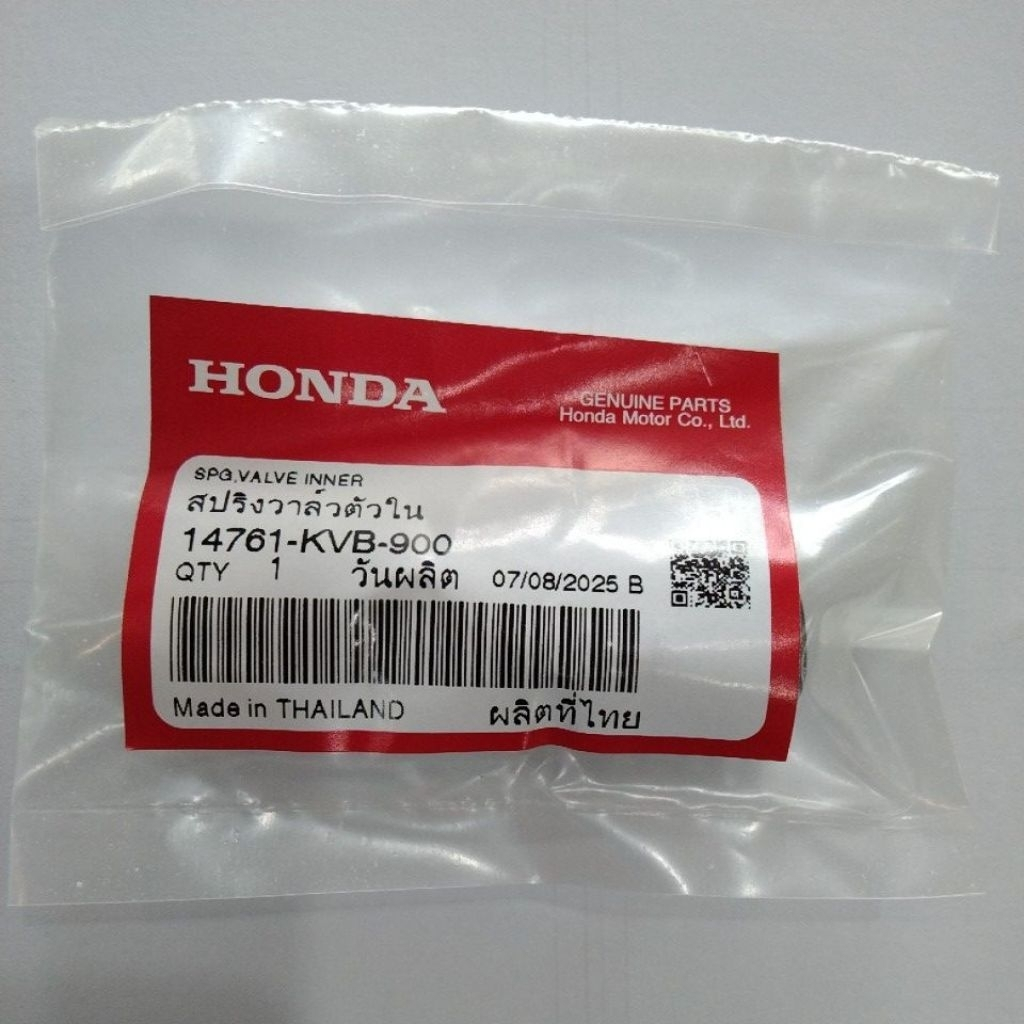 HONDA
GENUINE PARTS
Honda Motor Co., Ltd.
SPG,VALVE INNER
สปริงวาล์วตัวใน
14761-KVB-900
QTY 1 วันผลิต 07/08/2025 B
Made in THAILAND ผลิตที่ไทย